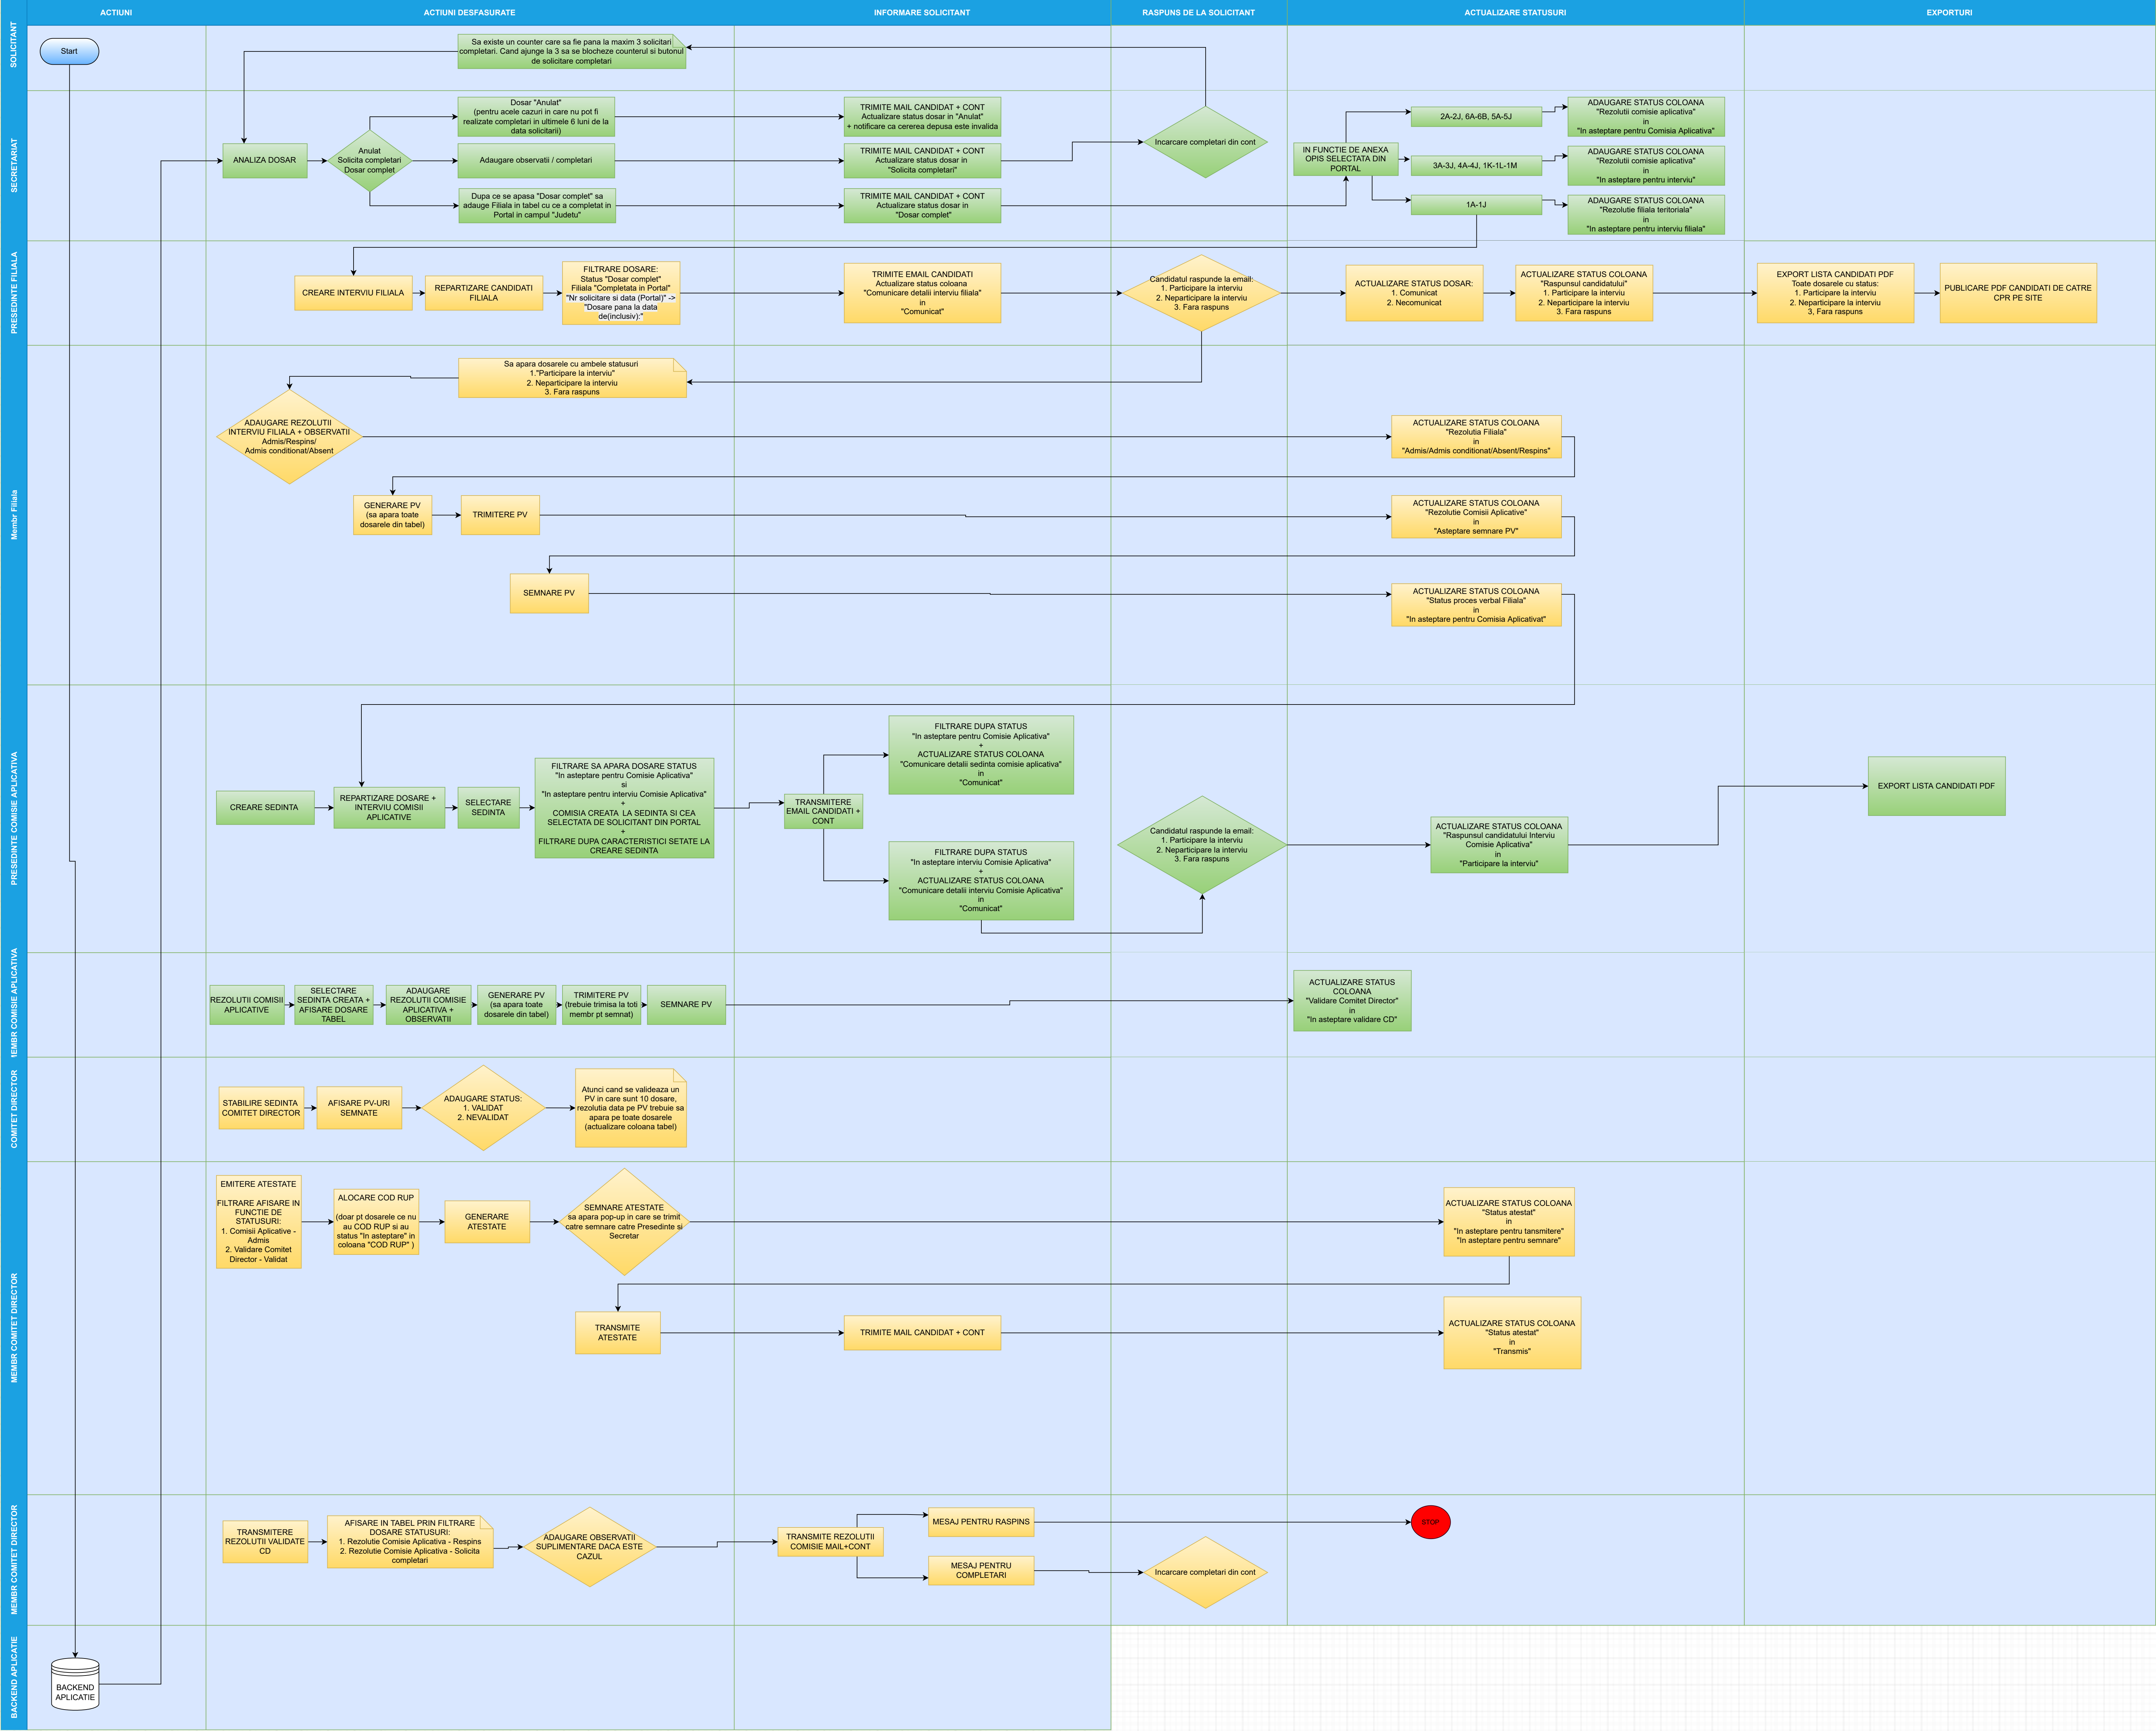 ACTIUNI
ACTIUNI DESFASURATE
INFORMARE SOLICITANT
RASPUNS DE LA SOLICITANT
ACTUALIZARE STATUSURI
EXPORTURI
SOLICITANT
Start
Sa existe un counter care sa fie pana la maxim 3 solicitari
completari. Cand ajunge la 3 sa se blocheze counterul si butonul
de solicitare completari
SECRETARIAT
ANALIZA DOSAR
Anulat
Solicita completari
Dosar complet
Dosar "Anulat"
(pentru acele cazuri in care nu pot fi
realizate completari in ultimele 6 luni de la
data solicitarii)
Adaugare observatii / completari
Dupa ce se apasa "Dosar complet" sa
adauge Filiala in tabel cu ce a completat in
Portal in campul "Judetu"
TRIMITE MAIL CANDIDAT + CONT
Actualizare status dosar in "Anulat"
+ notificare ca cererea depusa este invalida
TRIMITE MAIL CANDIDAT + CONT
Actualizare status dosar in
"Solicita completari"
TRIMITE MAIL CANDIDAT + CONT
Actualizare status dosar in
"Dosar complet"
Incarcare completari din cont
IN FUNCTIE DE ANEXA
OPIS SELECTATA DIN
PORTAL
2A-2J, 6A-6B, 5A-5J
3A-3J, 4A-4J, 1K-1L-1M
1A-1J
ADAUGARE STATUS COLOANA
"Rezolutii comisie aplicativa"
in
"In asteptare pentru Comisia Aplicativa"
ADAUGARE STATUS COLOANA
"Rezolutii comisie aplicativa"
in
"In asteptare pentru interviu"
ADAUGARE STATUS COLOANA
"Rezolutie filiala teritoriala"
in
"In asteptare pentru interviu filiala"
PRESEDINTE FILIALA
CREARE INTERVIU FILIALA
REPARTIZARE CANDIDATI
FILIALA
FILTRARE DOSARE:
Status "Dosar complet"
Filiala "Completata in Portal"
"Nr solicitare si data (Portal)" ->
"Dosare pana la data
de(inclusiv):"
TRIMITE EMAIL CANDIDATI
Actualizare status coloana
"Comunicare detalii interviu filiala"
in
"Comunicat"
Candidatul raspunde la email:
1. Participare la interviu
2. Neparticipare la interviu
3. Fara raspuns
ACTUALIZARE STATUS DOSAR:
1. Comunicat
2. Necomunicat
ACTUALIZARE STATUS COLOANA
"Raspunsul candidatului"
1. Participare la interviu
2. Neparticipare la interviu
3. Fara raspuns
EXPORT LISTA CANDIDATI PDF
Toate dosarele cu status:
1. Participare la interviu
2. Neparticipare la interviu
3, Fara raspuns
PUBLICARE PDF CANDIDATI DE CATRE
CPR PE SITE
Membr Filiala
Sa apara dosarele cu ambele statusuri
1."Participare la interviu"
2. Neparticipare la interviu
3. Fara raspuns
ADAUGARE REZOLUTII
INTERVIU FILIALA + OBSERVATII
Admis/Respins/
Admis conditionat/Absent
ACTUALIZARE STATUS COLOANA
"Rezolutia Filiala"
in
"Admis/Admis conditionat/Absent/Respins"
GENERARE PV
(sa apara toate
dosarele din tabel)
TRIMITERE PV
ACTUALIZARE STATUS COLOANA
"Rezolutie Comisii Aplicative"
in
"Asteptare semnare PV"
SEMNARE PV
ACTUALIZARE STATUS COLOANA
"Status proces verbal Filiala"
in
"In asteptare pentru Comisia Aplicativat"
PRESEDINTE COMISIE APLICATIVA
CREARE SEDINTA
REPARTIZARE DOSARE +
INTERVIU COMISII
APLICATIVE
SELECTARE
SEDINTA
FILTRARE SA APARA DOSARE STATUS
"In asteptare pentru Comisie Aplicativa"
si
"In asteptare pentru interviu Comisie Aplicativa"
+
COMISIA CREATA LA SEDINTA SI CEA
SELECTATA DE SOLICITANT DIN PORTAL
+
FILTRARE DUPA CARACTERISTICI SETATE LA
CREARE SEDINTA
TRANSMITERE
EMAIL CANDIDATI +
CONT
FILTRARE DUPA STATUS
"In asteptare pentru Comisie Aplicativa"
+
ACTUALIZARE STATUS COLOANA
"Comunicare detalii sedinta comisie aplicativa"
in
"Comunicat"
FILTRARE DUPA STATUS
"In asteptare interviu Comisie Aplicativa"
+
ACTUALIZARE STATUS COLOANA
"Comunicare detalii interviu Comisie Aplicativa"
in
"Comunicat"
Candidatul raspunde la email:
1. Participare la interviu
2. Neparticipare la interviu
3. Fara raspuns
ACTUALIZARE STATUS COLOANA
"Raspunsul candidatului Interviu
Comisie Aplicativa"
in
"Participare la interviu"
EXPORT LISTA CANDIDATI PDF
MEMBR COMISIE APLICATIVA
REZOLUTII COMISII
APLICATIVE
SELECTARE
SEDINTA CREATA +
AFISARE DOSARE
TABEL
ADAUGARE
REZOLUTII COMISIE
APLICATIVA +
OBSERVATII
GENERARE PV
(sa apara toate
dosarele din tabel)
TRIMITERE PV
(trebuie trimisa la toti
membr pt semnat)
SEMNARE PV
ACTUALIZARE STATUS
COLOANA
"Validare Comitet Director"
in
"In asteptare validare CD"
COMITET DIRECTOR
STABILIRE SEDINTA
COMITET DIRECTOR
AFISARE PV-URI
SEMNATE
ADAUGARE STATUS:
1. VALIDAT
2. NEVALIDAT
Atunci cand se valideaza un
PV in care sunt 10 dosare,
rezolutia data pe PV trebuie sa
apara pe toate dosarele
(actualizare coloana tabel)
MEMBR COMITET DIRECTOR
EMITERE ATESTATE
FILTRARE AFISARE IN
FUNCTIE DE
STATUSURI:
1. Comisii Aplicative -
Admis
2. Validare Comitet
Director - Validat
ALOCARE COD RUP
(doar pt dosarele ce nu
au COD RUP si au
status "In asteptare" in
coloana "COD RUP" )
GENERARE
ATESTATE
SEMNARE ATESTATE
sa apara pop-up in care se trimit
catre semnare catre Presedinte si
Secretar
ACTUALIZARE STATUS COLOANA
"Status atestat"
in
"In asteptare pentru tansmitere"
"In asteptare pentru semnare"
TRANSMITE
ATESTATE
TRIMITE MAIL CANDIDAT + CONT
ACTUALIZARE STATUS COLOANA
"Status atestat"
in
"Transmis"
MEMBR COMITET DIRECTOR
TRANSMITERE
REZOLUTII VALIDATE
CD
AFISARE IN TABEL PRIN FILTRARE
DOSARE STATUSURI:
1. Rezolutie Comisie Aplicativa - Respins
2. Rezolutie Comisie Aplicativa - Solicita
completari
ADAUGARE OBSERVATII
SUPLIMENTARE DACA ESTE
CAZUL
TRANSMITE REZOLUTII
COMISIE MAIL+CONT
MESAJ PENTRU RASPINS
MESAJ PENTRU
COMPLETARI
Incarcare completari din cont
STOP
BACKEND APLICATIE
BACKEND
APLICATIE